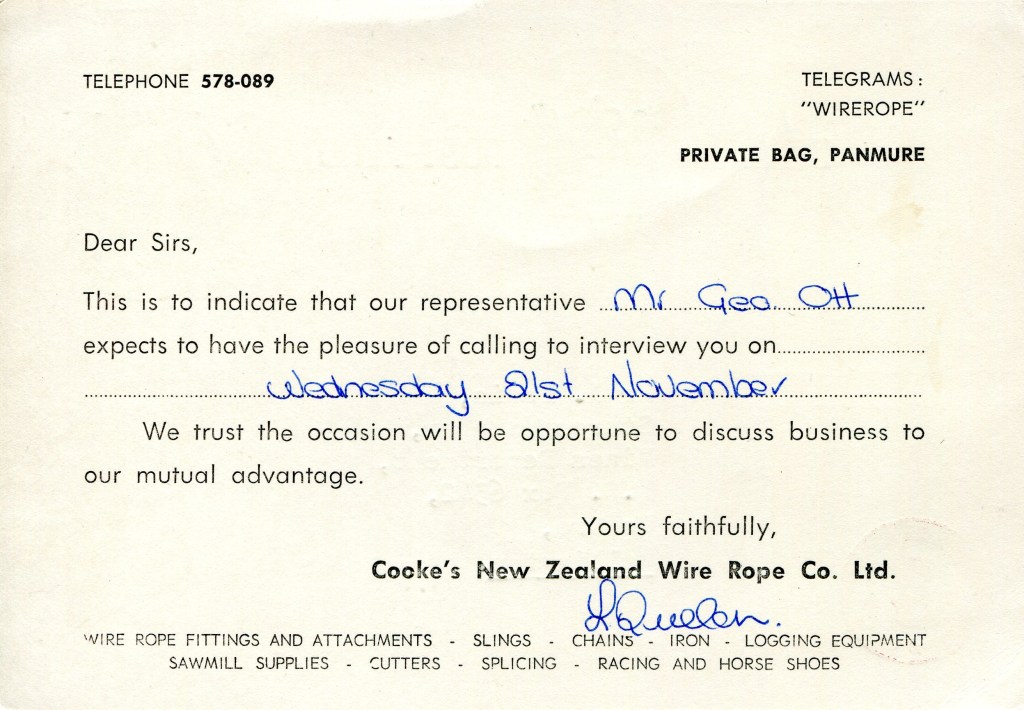 TELEPHONE 578-089
TELEGRAMS:
"WIREROPE"
PRIVATE BAG, PANMURE
Dear Sirs,
This is to indicate that our representative Mr Geo. Ott
expects to have the pleasure of calling to interview you on
Wednesday 21st November
We trust the occasion will be opportune to discuss business to
our mutual advantage.
Yours faithfully,
Cooke's New Zealand Wire Rope Co. Ltd.
WIRE ROPE FITTINGS AND ATTACHMENTS - SLINGS - CHAINS - IRON - LOGGING EQUIPMENT
SAWMILL SUPPLIES - CUTTERS - SPLICING - RACING AND HORSE SHOES